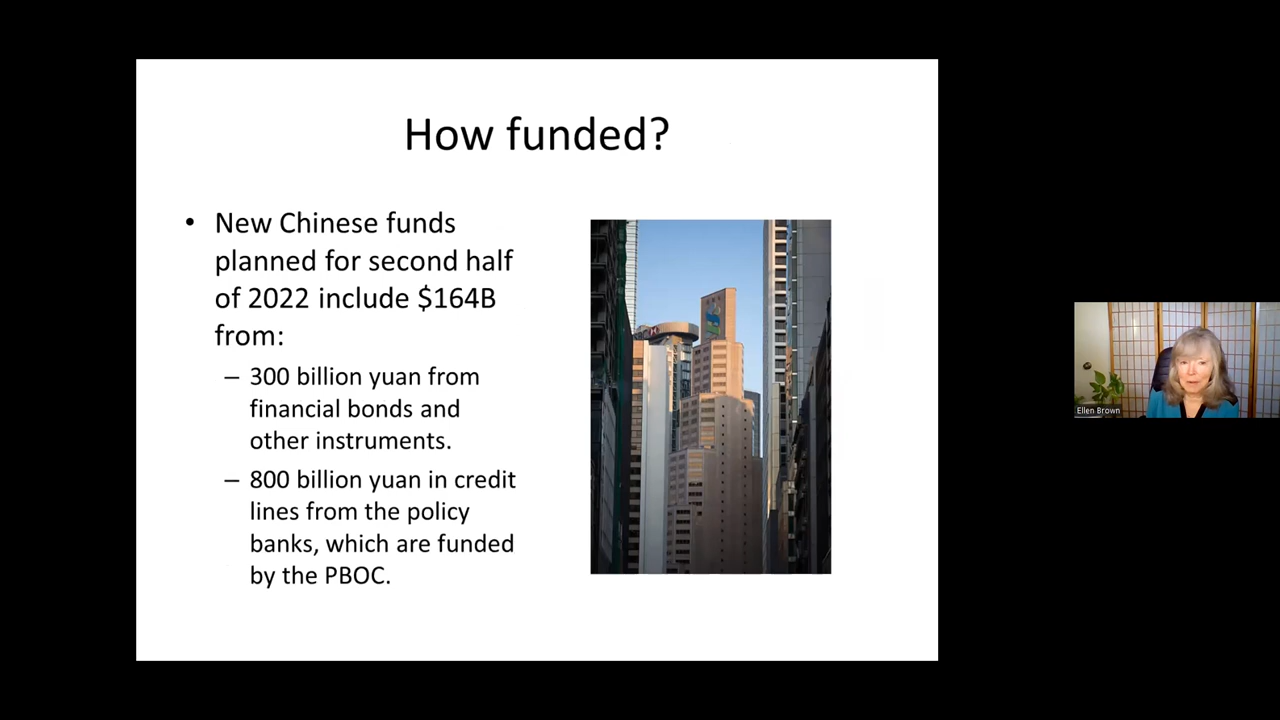 How funded?
• New Chinese funds
planned for second half
of 2022 include $164B
from:
– 300 billion yuan from
financial bonds and
other instruments.
– 800 billion yuan in credit
lines from the policy
banks, which are funded
by the PBOC.
Ellen Brown